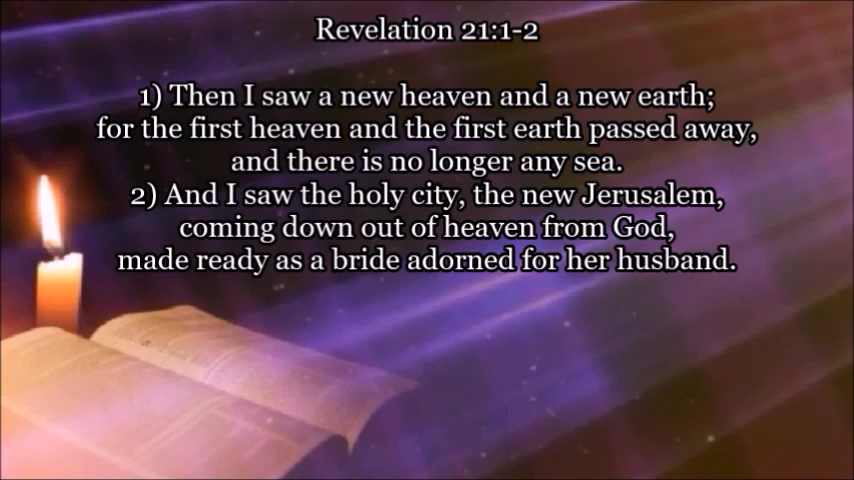 Revelation 21:1-2
1) Then I saw a new heaven and a new earth;
for the first heaven and the first earth passed away,
and there is no longer any sea.
2) And I saw the holy city, the new Jerusalem,
coming down out of heaven from God,
made ready as a bride adorned for her husband.